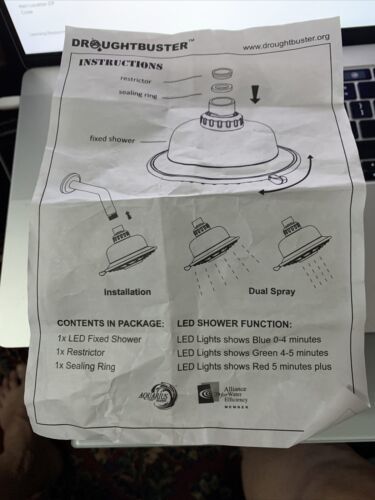 DROUGHTBUSTER™
www.droughtbuster.org
INSTRUCTIONS
restrictor
sealing ring
fixed shower
Installation
Dual Spray
CONTENTS IN PACKAGE:
1x LED Fixed Shower
1x Restrictor
1x Sealing Ring
LED SHOWER FUNCTION:
LED Lights shows Blue 0-4 minutes
LED Lights shows Green 4-5 minutes
LED Lights shows Red 5 minutes plus
AQUARIUS
Alliance
for Water
Efficiency
MEMBER